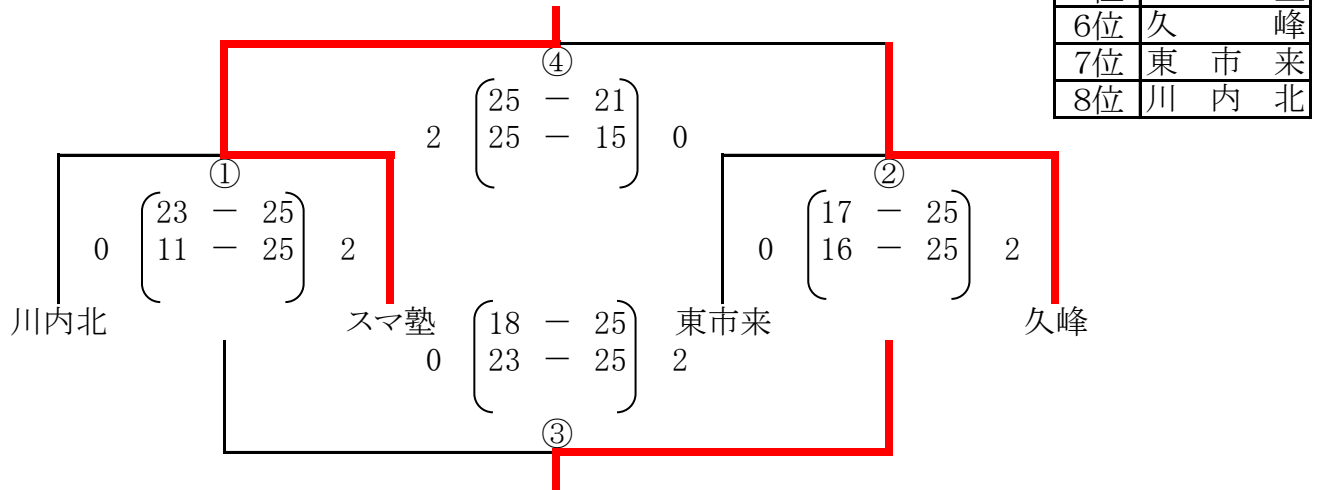 6位 久 峰
7位 東 市 来
8位 川 内 北
④
25 － 21
2 25 － 15 0
① ②
23 － 25 17 － 25
0 11 － 25 2 0 16 － 25 2
川内北 スマ塾 東市来 久峰
18 － 25
0 23 － 25 2
③